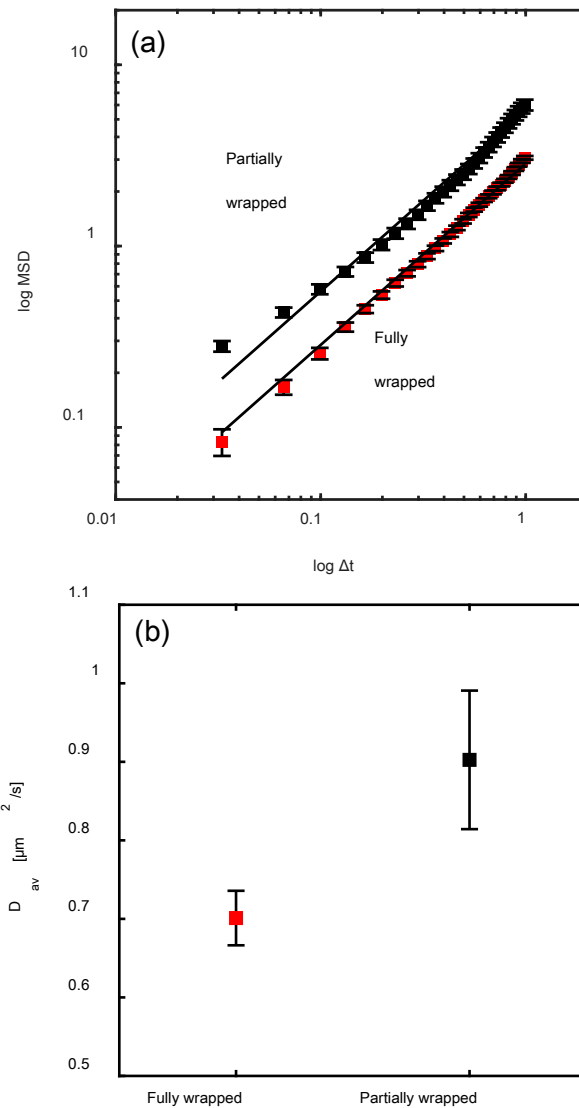 (a)
10
Partially
wrapped
1
log MSD
Fully
wrapped
0.1
0.01
0.1
1
log Δt
1.1
(b)
1
0.9
0.8
D av [µm 2 /s]
0.7
0.6
0.5
Fully wrapped
Partially wrapped